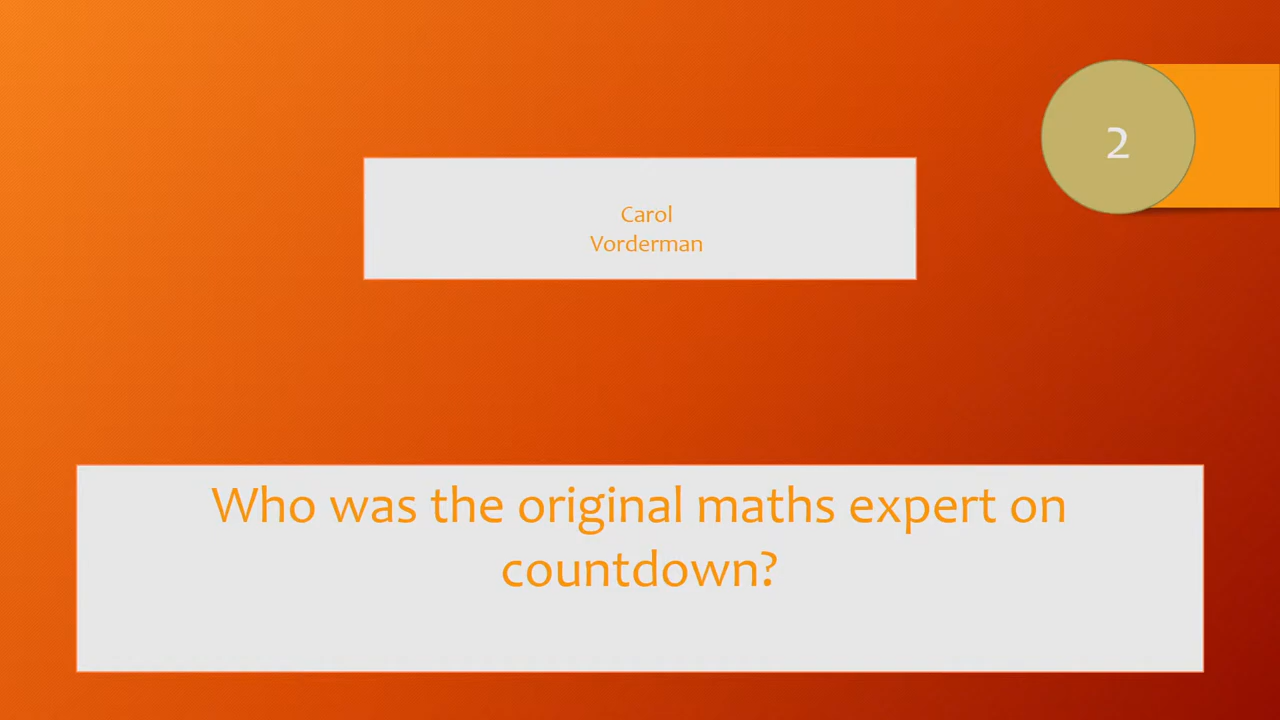 2
Carol
Vorderman
Who was the original maths expert on
countdown?